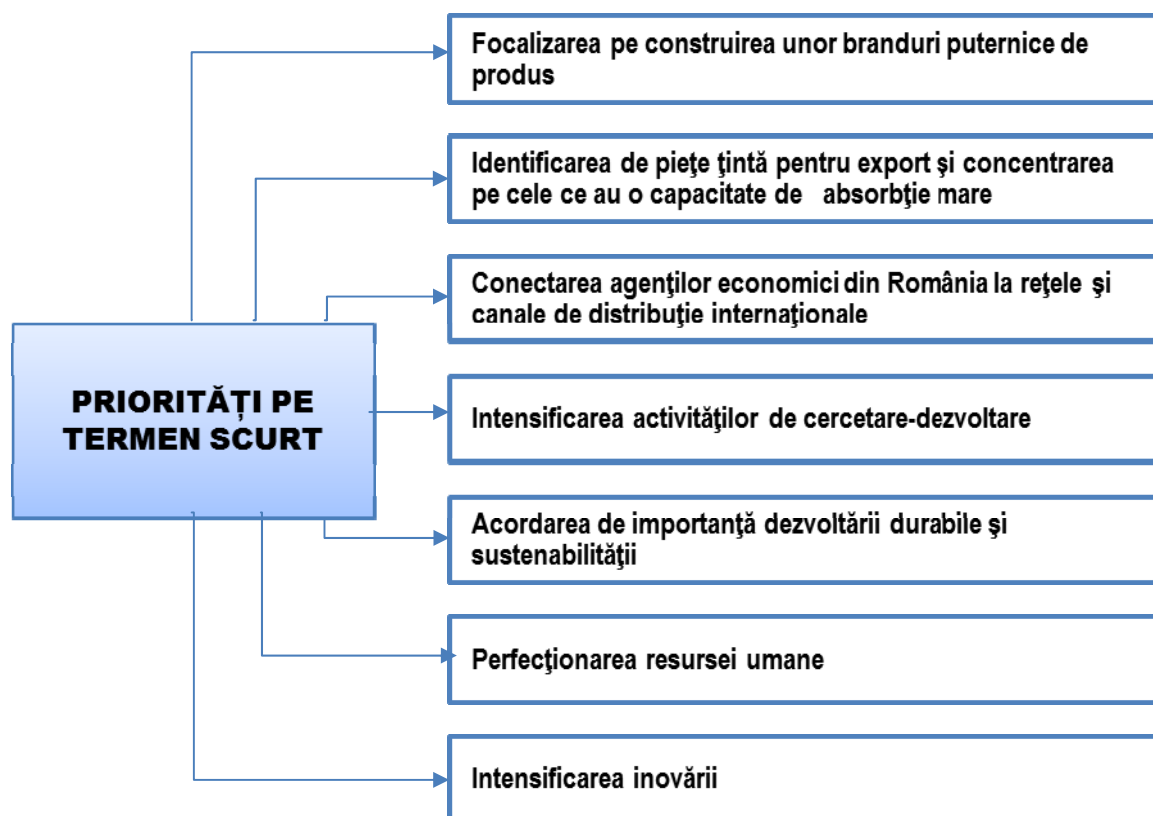 Focalizarea pe construirea unor branduri puternice de
produs
Identificarea de pieţe ţintă pentru export şi concentrarea
pe cele ce au o capacitate de absorbţie mare
Conectarea agenţilor economici din România la reţele şi
canale de distribuţie internaţionale
PRIORITĂȚI PE
TERMEN SCURT
Intensificarea activităţilor de cercetare-dezvoltare
Acordarea de importanţă dezvoltării durabile şi
sustenabilităţii
Perfecţionarea resursei umane
Intensificarea inovării